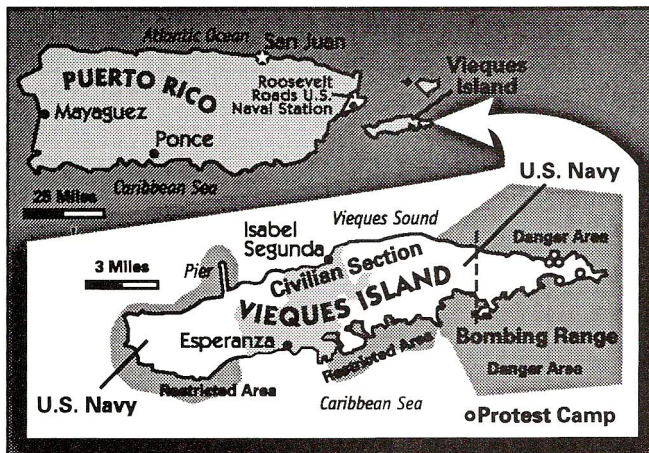 Atlantic Ocean
San Juan
PUERTO RICO
Roosevelt
Roads U.S.
Naval Station
Vieques
Island
Mayaguez
Ponce
Caribbean Sea
25 Miles
U.S. Navy
Vieques Sound
Isabel
Segunda
Danger Area
3 Miles
Pier
Civilian Section
VIEQUES ISLAND
Esperanza
Bombing Range
Restricted Area
Restricted Area
Danger Area
U.S. Navy
Caribbean Sea
Protest Camp